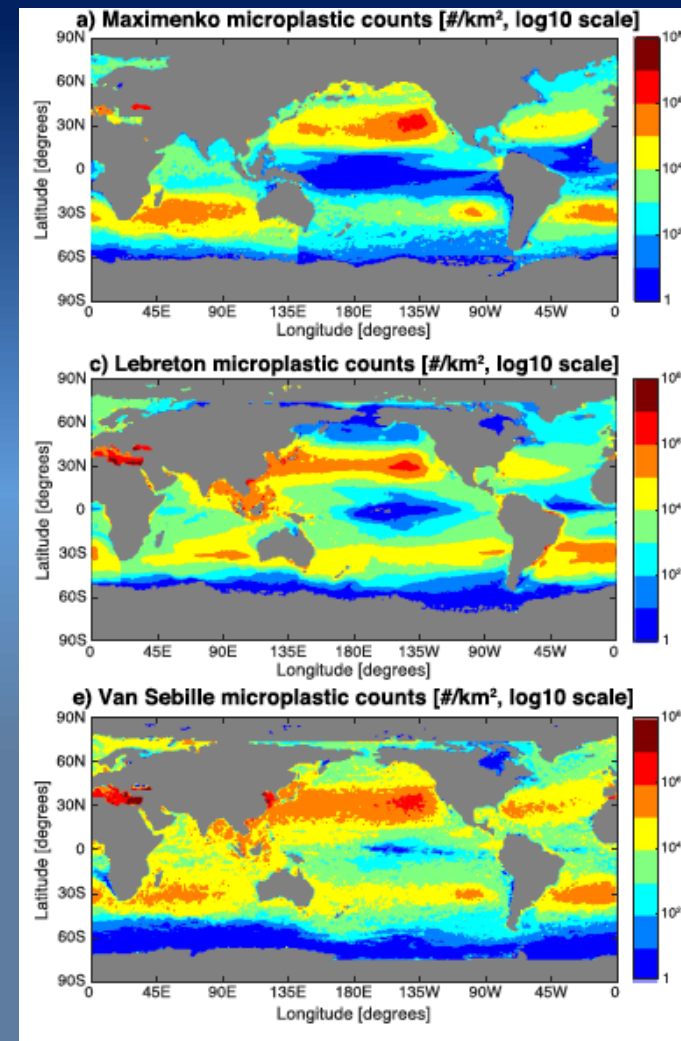 a) Maximenko microplastic counts [#/km², log10 scale]
90N
60N
30N
0
30S
60S
90S
Latitude [degrees]
0 45E 90E 135E 180E 135W 90W 45W 0
Longitude [degrees]
10⁸
10⁶
10⁴
10²
1
c) Lebreton microplastic counts [#/km², log10 scale]
90N
60N
30N
0
30S
60S
90S
Latitude [degrees]
0 45E 90E 135E 180E 135W 90W 45W 0
Longitude [degrees]
10⁸
10⁶
10⁴
10²
1
e) Van Sebille microplastic counts [#/km², log10 scale]
90N
60N
30N
0
30S
60S
90S
Latitude [degrees]
0 45E 90E 135E 180E 135W 90W 45W 0
Longitude [degrees]
10⁸
10⁶
10⁴
10²
1